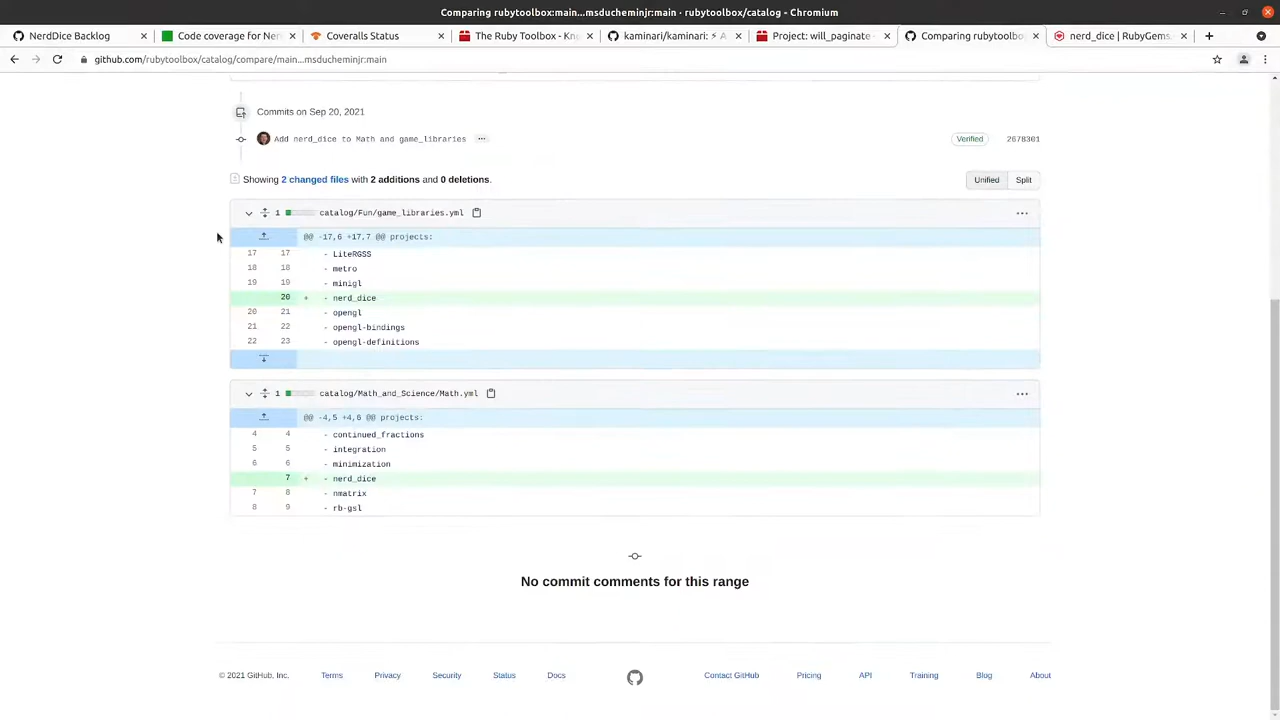 Comparing rubytoolbox:main...msducheminjr:main · rubytoolbox/catalog - Chromium
NerdDice Backlog
Code coverage for Ner
Coveralls Status
The Ruby Toolbox - Kn
kaminari/kaminari: ⚡ A
Project: will_paginate -
Comparing rubytoolbo
nerd_dice | RubyGems.
github.com/rubytoolbox/catalog/compare/main...msducheminjr:main
Commits on Sep 20, 2021
Add nerd_dice to Math and game_libraries ...
Verified
2678301
Showing 2 changed files with 2 additions and 0 deletions.
Unified Split
1 catalog/Fun/game_libraries.yml
@@ -17,6 +17,7 @@ projects:
17 17 - LiteRGSS
18 18 - metro
19 19 - minigl
20 + - nerd_dice
20 21 - opengl
21 22 - opengl-bindings
22 23 - opengl-definitions
1 catalog/Math_and_Science/Math.yml
@@ -4,5 +4,6 @@ projects:
4 4 - continued_fractions
5 5 - integration
6 6 - minimization
7 + - nerd_dice
7 8 - nmatrix
8 9 - rb-gsl
No commit comments for this range
© 2021 GitHub, Inc. Terms Privacy Security Status Docs Contact GitHub Pricing API Training Blog About